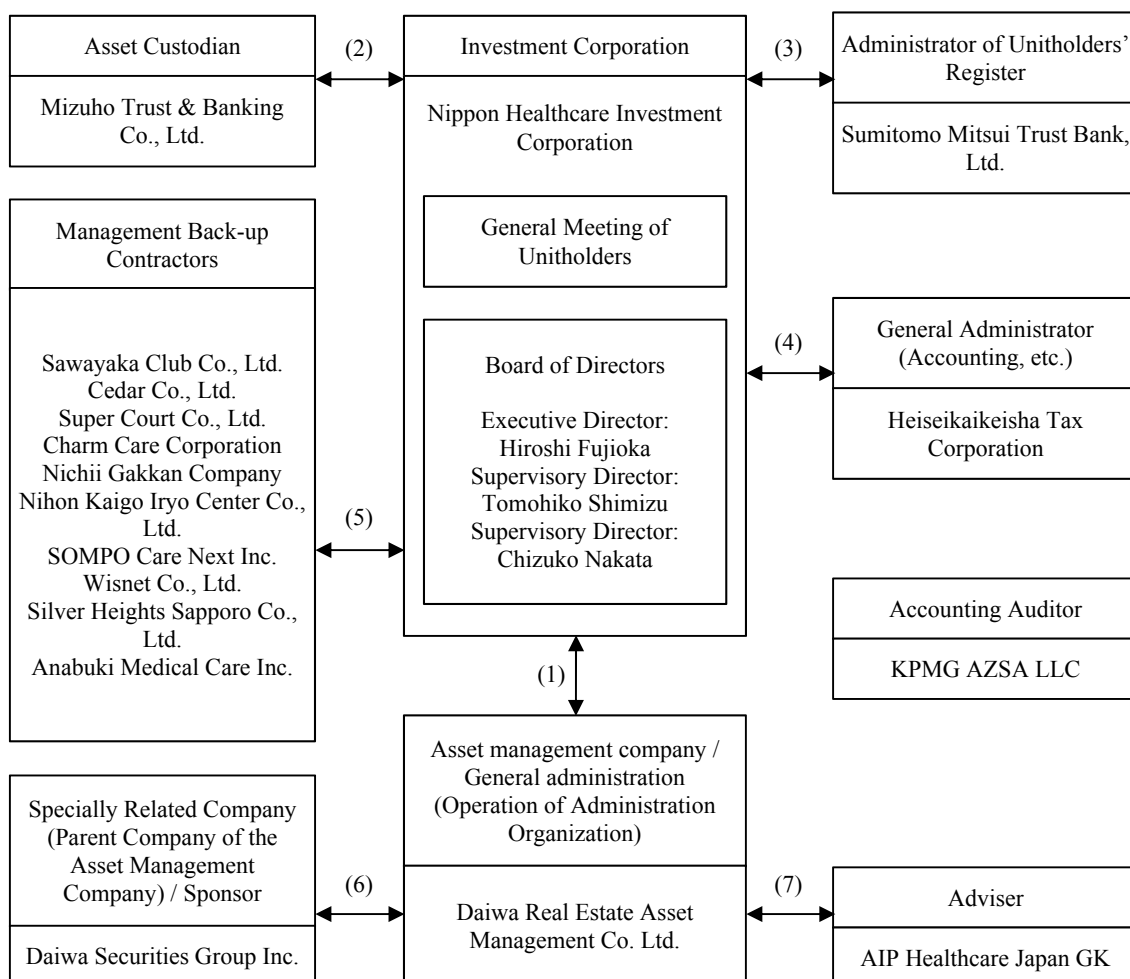 Asset Custodian
Mizuho Trust & Banking
Co., Ltd.
(2)
Investment Corporation
Nippon Healthcare Investment
Corporation
General Meeting of
Unitholders
Board of Directors
Executive Director:
Hiroshi Fujioka
Supervisory Director:
Tomohiko Shimizu
Supervisory Director:
Chizuko Nakata
(3)
Administrator of Unitholders’
Register
Sumitomo Mitsui Trust Bank,
Ltd.
Management Back-up
Contractors
Sawayaka Club Co., Ltd.
Cedar Co., Ltd.
Super Court Co., Ltd.
Charm Care Corporation
Nichii Gakkan Company
Nihon Kaigo Iryo Center Co.,
Ltd.
SOMPO Care Next Inc.
Wisnet Co., Ltd.
Silver Heights Sapporo Co.,
Ltd.
Anabuki Medical Care Inc.
(5)
(4)
General Administrator
(Accounting, etc.)
Heiseikaikeisha Tax
Corporation
Accounting Auditor
KPMG AZSA LLC
(1)
Asset management company /
General administration
(Operation of Administration
Organization)
Daiwa Real Estate Asset
Management Co. Ltd.
Specially Related Company
(Parent Company of the
Asset Management
Company) / Sponsor
Daiwa Securities Group Inc.
(6)
(7)
Adviser
AIP Healthcare Japan GK